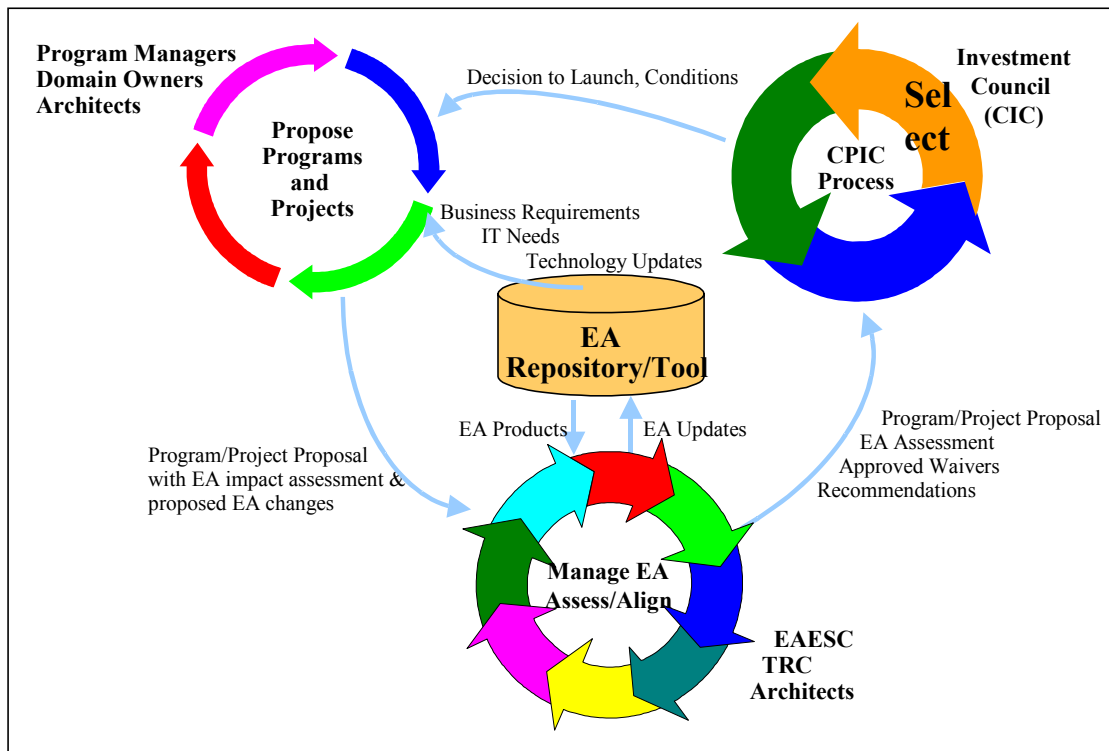 Program Managers
Domain Owners
Architects
Propose
Programs
and
Projects
Decision to Launch, Conditions
Investment
Council
(CIC)
Sel
ect
CPIC
Process
Business Requirements
IT Needs
Technology Updates
EA
Repository/Tool
EA Products
EA Updates
Program/Project Proposal
with EA impact assessment &
proposed EA changes
Program/Project Proposal
EA Assessment
Approved Waivers
Recommendations
Manage EA
Assess/Align
EAESC
TRC
Architects